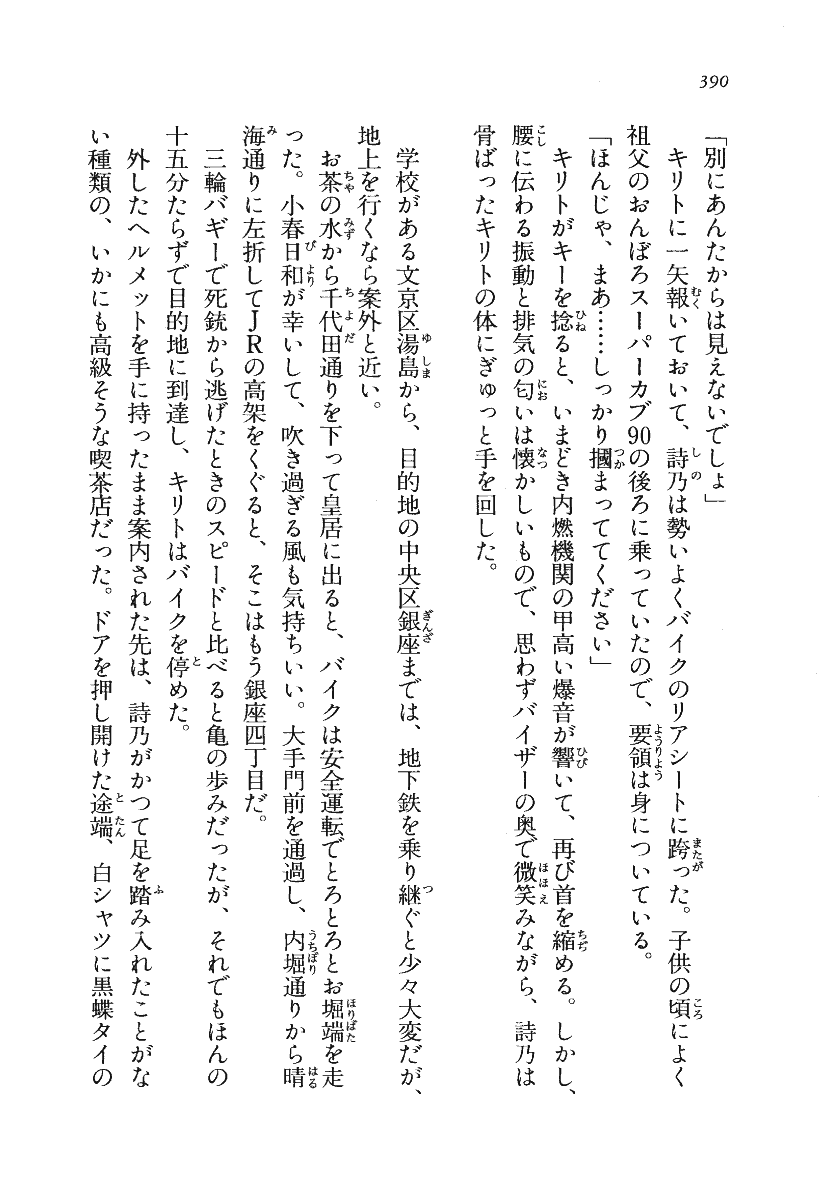 390
「別にあんたからは見えないでしょ」
　キリトに一矢報いておいて、詩乃は勢いよくバイクのリアシートに跨った。子供の頃によく
祖父のおんぼろスーパーカブ90の後ろに乗っていたので、要領は身についている。
「ほんじゃ、まあ……しっかり摑まっててください」
　キリトがキーを捻ると、いまどき内燃機関の甲高い爆音が響いて、再び首を縮める。しかし、
腰に伝わる振動と排気の匂いは懐かしいもので、思わずバイザーの奥で微笑みながら、詩乃は
骨ばったキリトの体にぎゅっと手を回した。
　学校がある文京区湯島から、目的地の中央区銀座までは、地下鉄を乗り継ぐと少々大変だが、
地上を行くなら案外と近い。
　お茶の水から千代田通りを下って皇居に出ると、バイクは安全運転でとろとろとお堀端を走
った。小春日和が幸いして、吹き過ぎる風も気持ちいい。大手門前を通過し、内堀通りから晴
海通りに左折してＪＲの高架をくぐると、そこはもう銀座四丁目だ。
　三輪バギーで死銃から逃げたときのスピードと比べると亀の歩みだったが、それでもほんの
十五分たらずで目的地に到達し、キリトはバイクを停めた。
　外したヘルメットを手に持ったまま案内された先は、詩乃がかつて足を踏み入れたことがな
い種類の、いかにも高級そうな喫茶店だった。ドアを押し開けた途端、白シャツに黒蝶タイの